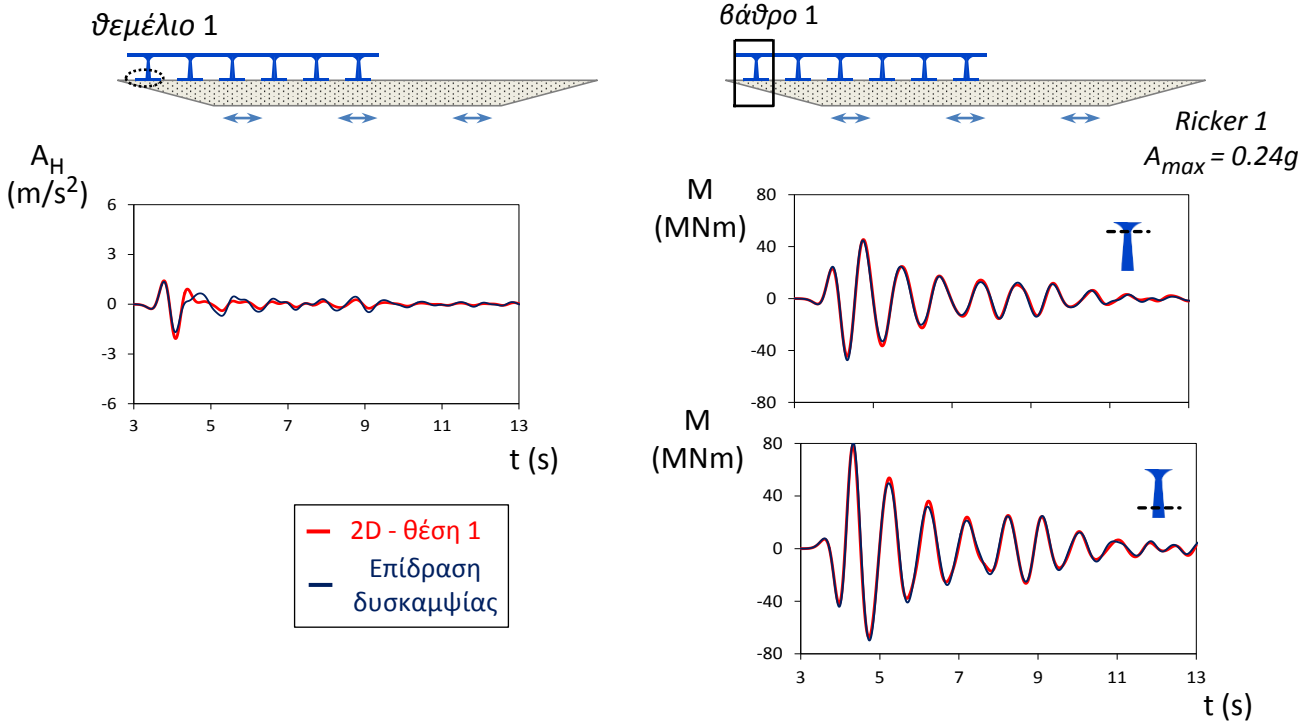 θεμέλιο 1
βάθρο 1
Ricker 1
A_max = 0.24g
A_H
(m/s²)
6
3
0
-3
-6
3
5
7
9
11
13
t (s)
2D - θέση 1
Επίδραση
δυσκαμψίας
M
(MNm)
80
40
0
-40
-80
M
(MNm)
80
40
0
-40
-80
3
5
7
9
11
13
t (s)